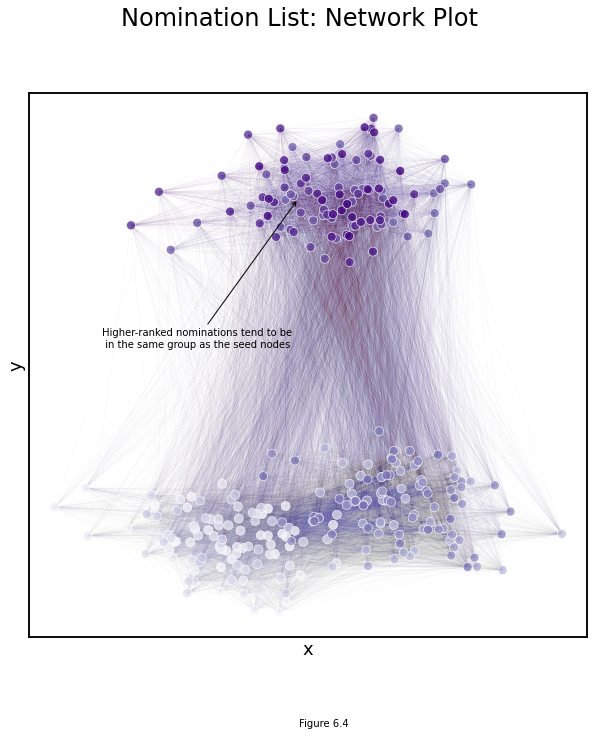 Nomination List: Network Plot
Higher-ranked nominations tend to be
in the same group as the seed nodes
y
x
Figure 6.4